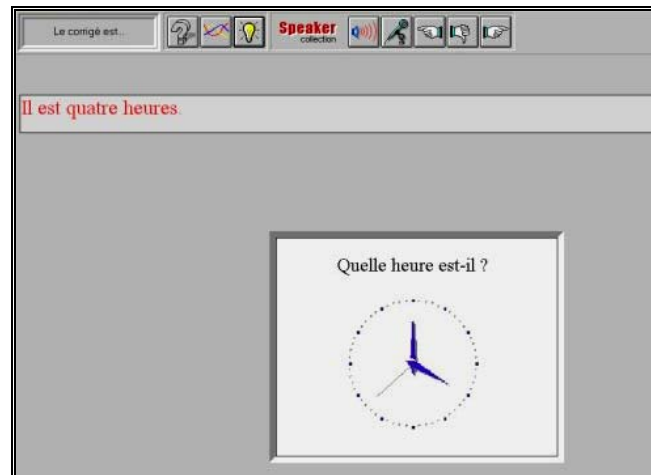 Le corrigé est...
Speaker
collection
Il est quatre heures.
Quelle heure est-il ?